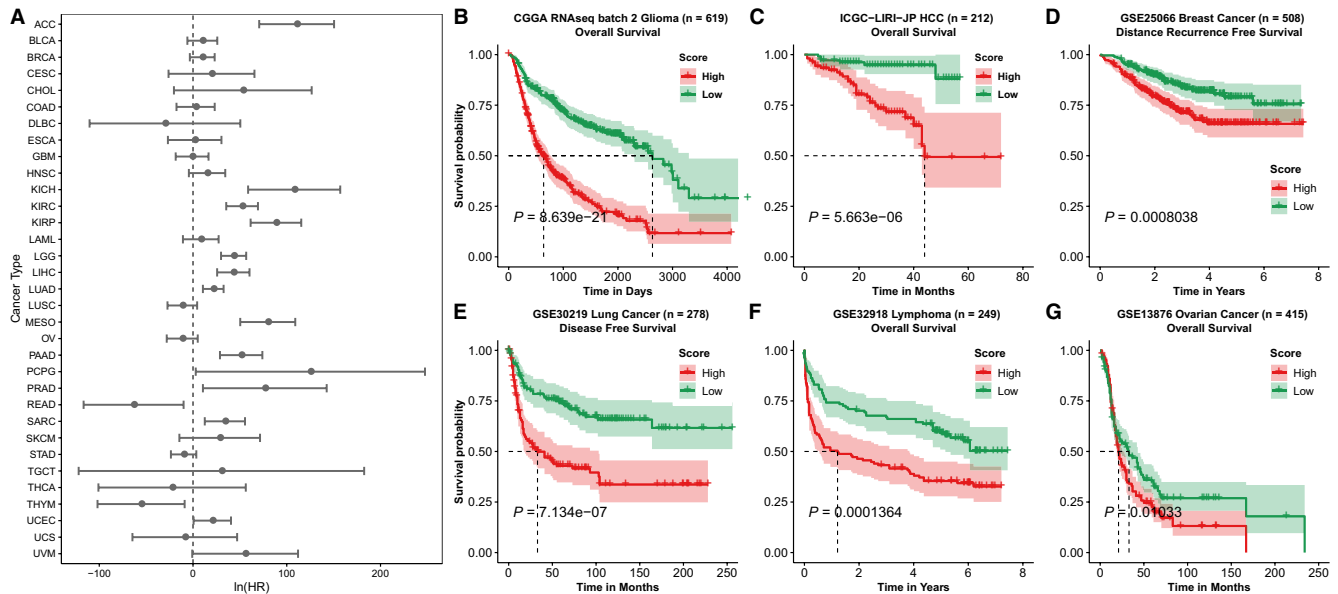 A
Cancer Type
ACC
BLCA
BRCA
CESC
CHOL
COAD
DLBC
ESCA
GBM
HNSC
KICH
KIRC
KIRP
LAML
LGG
LIHC
LUAD
LUSC
MESO
OV
PAAD
PCPG
PRAD
READ
SARC
SKCM
STAD
TGCT
THCA
THYM
UCEC
UCS
UVM
−100 0 100 200
ln(HR)
B
CGGA RNAseq batch 2 Glioma (n = 619)
Overall Survival
Score
High
Low
Survival probability
1.00
0.75
0.50
0.25
0.00
P = 8.639e−21
0 1000 2000 3000 4000
Time in Days
C
ICGC−LIRI−JP HCC (n = 212)
Overall Survival
Score
High
Low
1.00
0.75
0.50
0.25
0.00
P = 5.663e−06
0 20 40 60 80
Time in Months
D
GSE25066 Breast Cancer (n = 508)
Distance Recurrence Free Survival
1.00
0.75
0.50
0.25
0.00
Score
High
Low
P = 0.0008038
0 2 4 6 8
Time in Years
E
GSE30219 Lung Cancer (n = 278)
Disease Free Survival
Score
High
Low
Survival probability
1.00
0.75
0.50
0.25
0.00
P = 7.134e−07
0 50 100 150 200 250
Time in Months
F
GSE32918 Lymphoma (n = 249)
Overall Survival
Score
High
Low
1.00
0.75
0.50
0.25
0.00
P = 0.0001364
0 2 4 6 8
Time in Years
G
GSE13876 Ovarian Cancer (n = 415)
Overall Survival
Score
High
Low
1.00
0.75
0.50
0.25
0.00
P = 0.01033
0 50 100 150 200 250
Time in Months